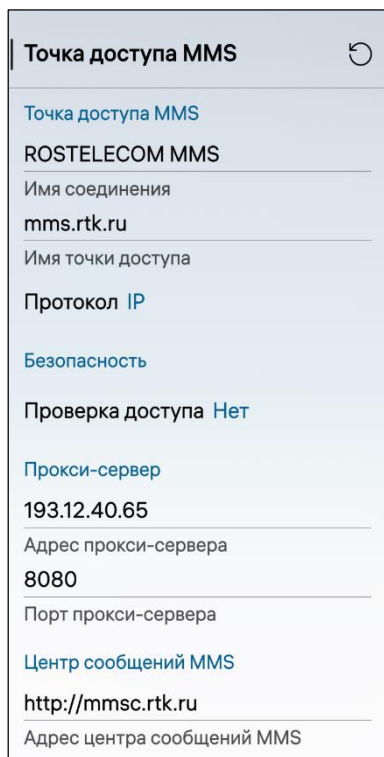 Точка доступа MMS
Точка доступа MMS
ROSTELECOM MMS
Имя соединения
mms.rtk.ru
Имя точки доступа
Протокол IP
Безопасность
Проверка доступа Нет
Прокси-сервер
193.12.40.65
Адрес прокси-сервера
8080
Порт прокси-сервера
Центр сообщений MMS
http://mmsc.rtk.ru
Адрес центра сообщений MMS